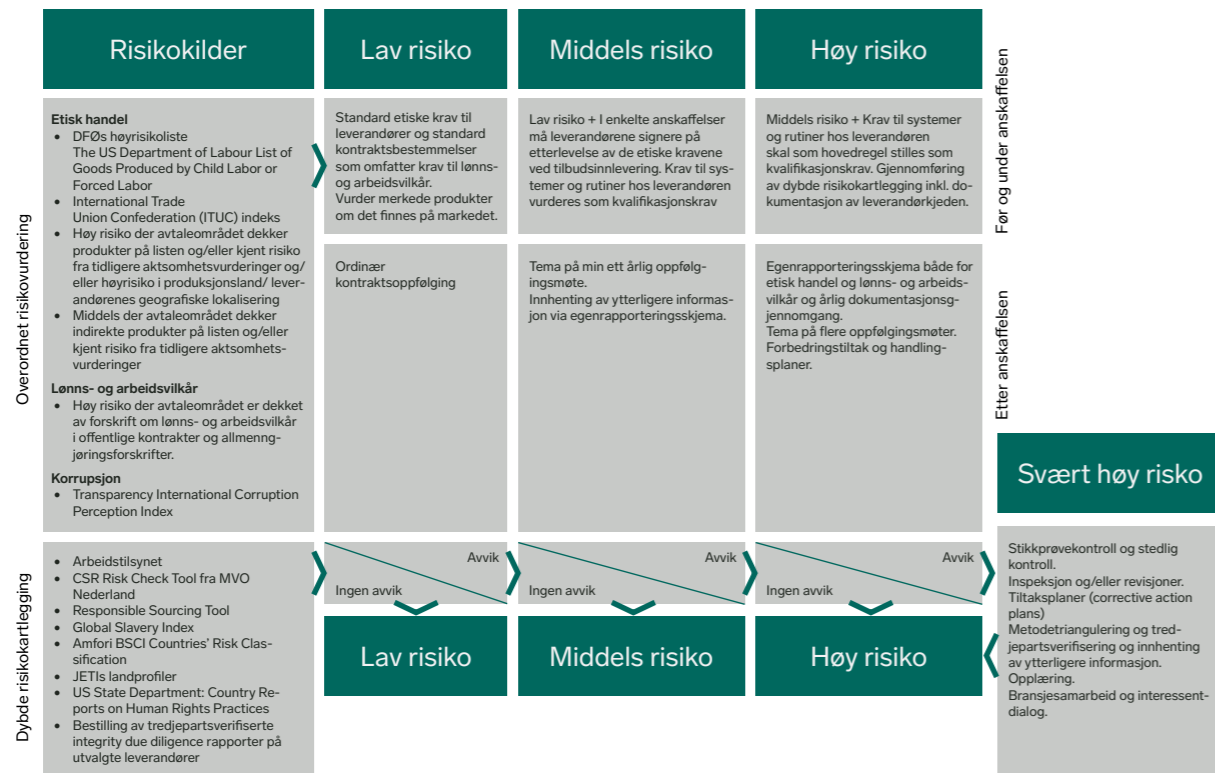 Risikokilder
Lav risiko
Middels risiko
Høy risiko
Overordnet risikovurdering
Etisk handel
• DFØs høyrisikoliste
The US Department of Labour List of
Goods Produced by Child Labor or
Forced Labor
• International Trade
Union Confederation (ITUC) indeks
• Høy risiko der avtaleområdet dekker
produkter på listen og/eller kjent risiko
fra tidligere aktsomhetsvurderinger og/
eller høyrisiko i produksjonsland/ lever-
andørenes geografiske lokalisering
• Middels der avtaleområdet dekker
indirekte produkter på listen og/eller
kjent risiko fra tidligere aktsomhets-
vurderinger
Lønns- og arbeidsvilkår
• Høy risiko der avtaleområdet er dekket
av forskrift om lønns- og arbeidsvilkår
i offentlige kontrakter og allmenng-
jøringsforskrifter.
Korrupsjon
• Transparency International Corruption
Perception Index
Standard etiske krav til
leverandører og standard
kontraktsbestemmelser
som omfatter krav til lønns-
og arbeidsvilkår.
Vurder merkede produkter
om det finnes på markedet.
Lav risiko + I enkelte anskaffelser
må leverandørene signere på
etterlevelse av de etiske kravene
ved tilbudsinnlevering. Krav til sys-
temer og rutiner hos leverandøren
vurderes som kvalifikasjonskrav
Middels risiko + Krav til systemer
og rutiner hos leverandøren
skal som hovedregel stilles som
kvalifikasjonskrav. Gjennomføring
av dybde risikokartlegging inkl. do-
kumentasjon av leverandørkjeden.
Før og under anskaffelsen
Ordinær
kontraktsoppfølging
Tema på min ett årlig oppfølg-
ingsmøte.
Innhenting av ytterligere informas-
jon via egenrapporteringsskjema.
Egenrapporteringsskjema både for
etisk handel og lønns- og arbeids-
vilkår og årlig dokumentasjonsg-
jennomgang.
Tema på flere oppfølgingsmøter.
Forbedringstiltak og handling-
splaner.
Etter anskaffelsen
Svært høy risko
Dybde risikokartlegging
• Arbeidstilsynet
• CSR Risk Check Tool fra MVO
Nederland
• Responsible Sourcing Tool
• Global Slavery Index
• Amfori BSCI Countries’ Risk Clas-
sification
• JETIs landprofiler
• US State Department: Country Re-
ports on Human Rights Practices
• Bestilling av tredjepartsverifiserte
integrity due diligence rapporter på
utvalgte leverandører
Avvik
Ingen avvik
Avvik
Ingen avvik
Avvik
Ingen avvik
Lav risiko
Middels risiko
Høy risiko
Stikkprøvekontroll og stedlig
kontroll.
Inspeksjon og/eller revisjoner.
Tiltaksplaner (corrective action
plans)
Metodetriangulering og tred-
jepartsverifisering og innhenting
av ytterligere informasjon.
Opplæring.
Bransjesamarbeid og interessent-
dialog.